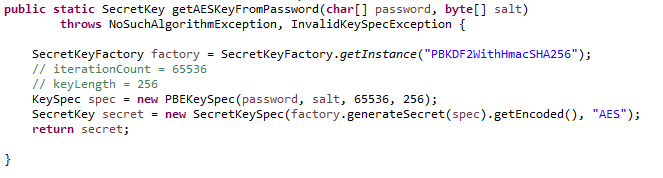 public static SecretKey getAESKeyFromPassword(char[] password, byte[] salt)
        throws NoSuchAlgorithmException, InvalidKeySpecException {

    SecretKeyFactory factory = SecretKeyFactory.getInstance("PBKDF2WithHmacSHA256");
    // iterationCount = 65536
    // keyLength = 256
    KeySpec spec = new PBEKeySpec(password, salt, 65536, 256);
    SecretKey secret = new SecretKeySpec(factory.generateSecret(spec).getEncoded(), "AES");
    return secret;

}